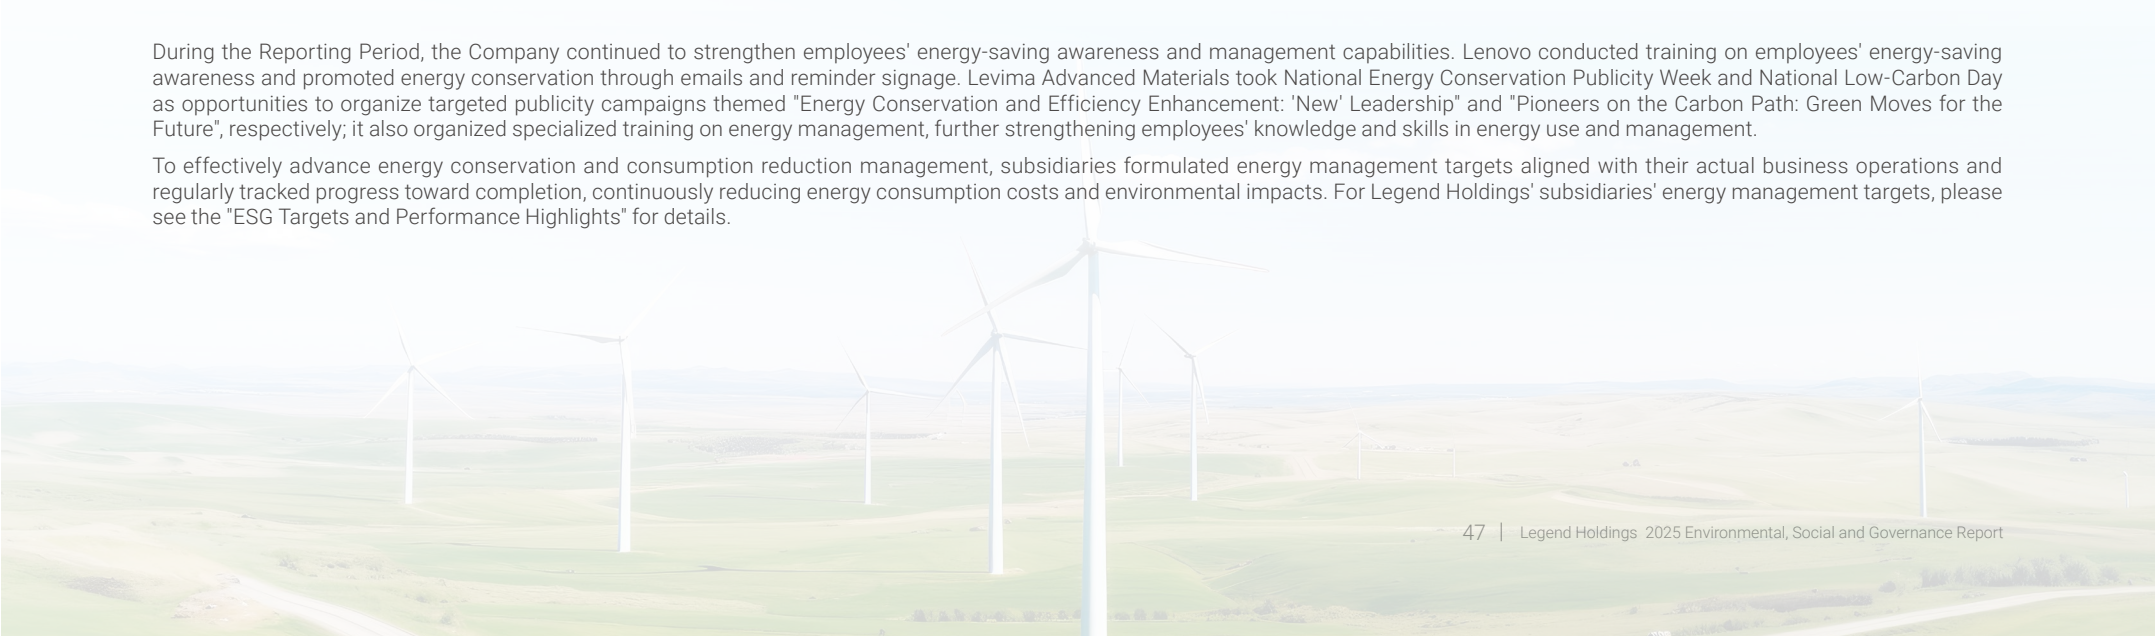 During the Reporting Period, the Company continued to strengthen employees' energy-saving awareness and management capabilities. Lenovo conducted training on employees' energy-saving
awareness and promoted energy conservation through emails and reminder signage. Levima Advanced Materials took National Energy Conservation Publicity Week and National Low-Carbon Day
as opportunities to organize targeted publicity campaigns themed "Energy Conservation and Efficiency Enhancement: 'New' Leadership" and "Pioneers on the Carbon Path: Green Moves for the
Future", respectively; it also organized specialized training on energy management, further strengthening employees' knowledge and skills in energy use and management.
To effectively advance energy conservation and consumption reduction management, subsidiaries formulated energy management targets aligned with their actual business operations and
regularly tracked progress toward completion, continuously reducing energy consumption costs and environmental impacts. For Legend Holdings' subsidiaries' energy management targets, please
see the "ESG Targets and Performance Highlights" for details.
47 | Legend Holdings 2025 Environmental, Social and Governance Report